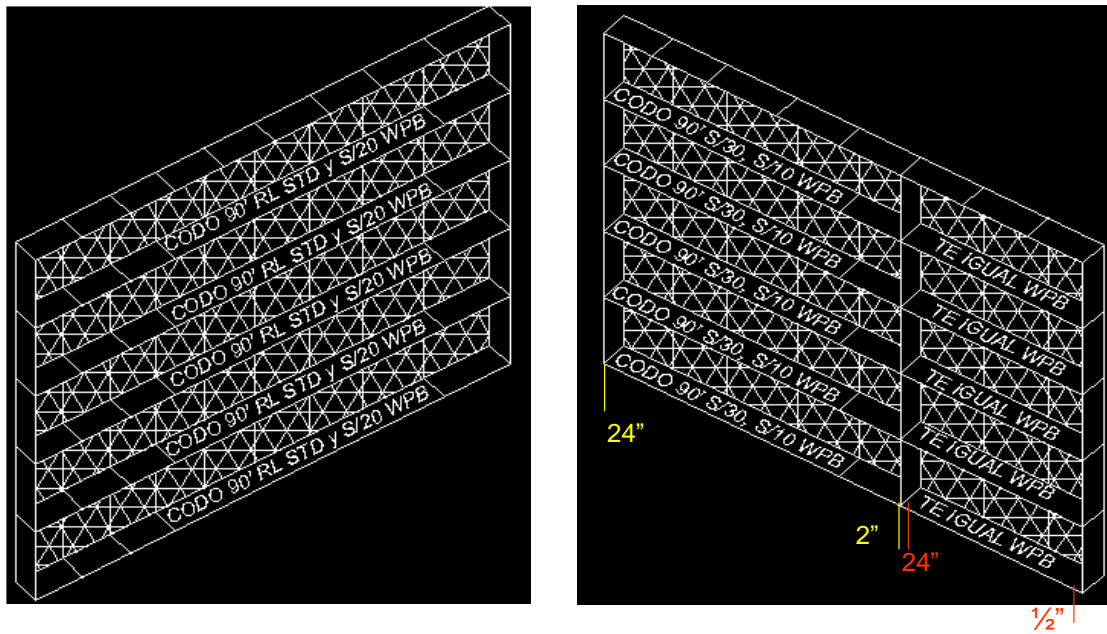 CODO 90' RL STD y S/20 WPB
CODO 90' RL STD y S/20 WPB
CODO 90' RL STD y S/20 WPB
CODO 90' RL STD y S/20 WPB
CODO 90' RL STD y S/20 WPB
CODO 90' S/30, S/10 WPB
CODO 90' S/30, S/10 WPB
CODO 90' S/30, S/10 WPB
CODO 90' S/30, S/10 WPB
CODO 90' S/30, S/10 WPB
TE IGUAL WPB
TE IGUAL WPB
TE IGUAL WPB
TE IGUAL WPB
TE IGUAL WPB
24”
2”
24”
½”